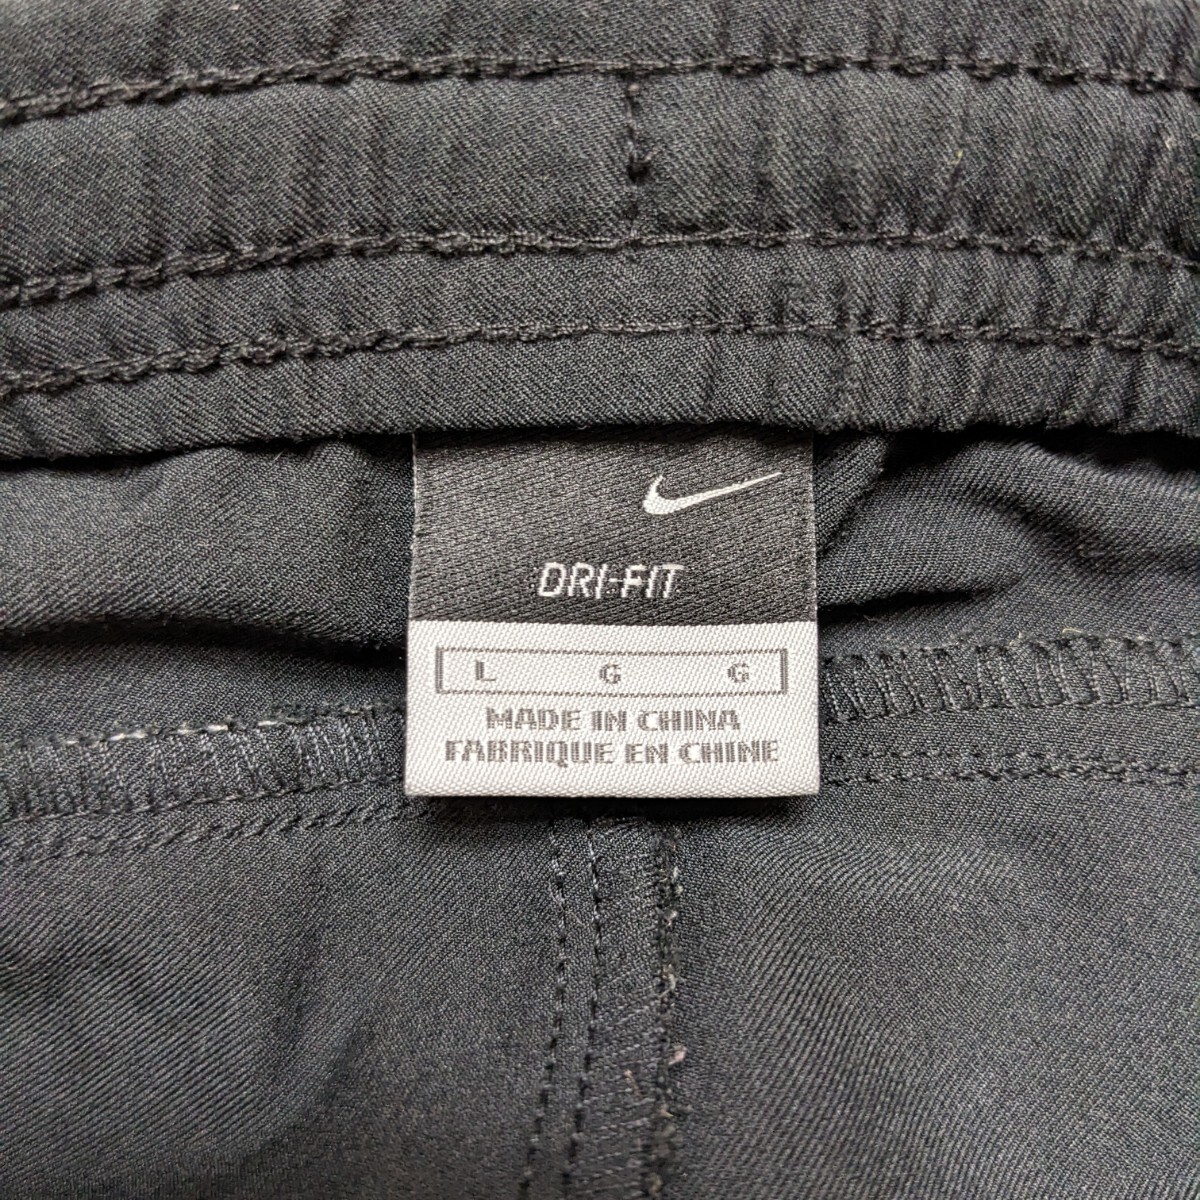 DRI-FIT
L G G
MADE IN CHINA
FABRIQUE EN CHINE